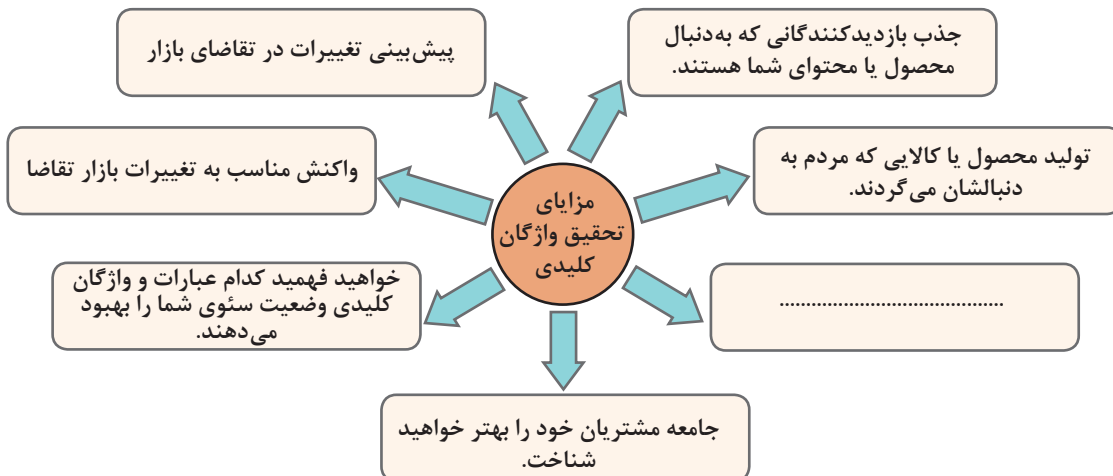 جذب بازدیدکنندگانی که به‌دنبال
محصول یا محتوای شما هستند.
پیش‌بینی تغییرات در تقاضای بازار
تولید محصول یا کالایی که مردم به
دنبالشان می‌گردند.
واکنش مناسب به تغییرات بازار تقاضا
مزایای
تحقیق واژگان
کلیدی
........................................
خواهید فهمید کدام عبارات و واژگان
کلیدی وضعیت سئوی شما را بهبود
می‌دهند.
جامعه مشتریان خود را بهتر خواهید
شناخت.